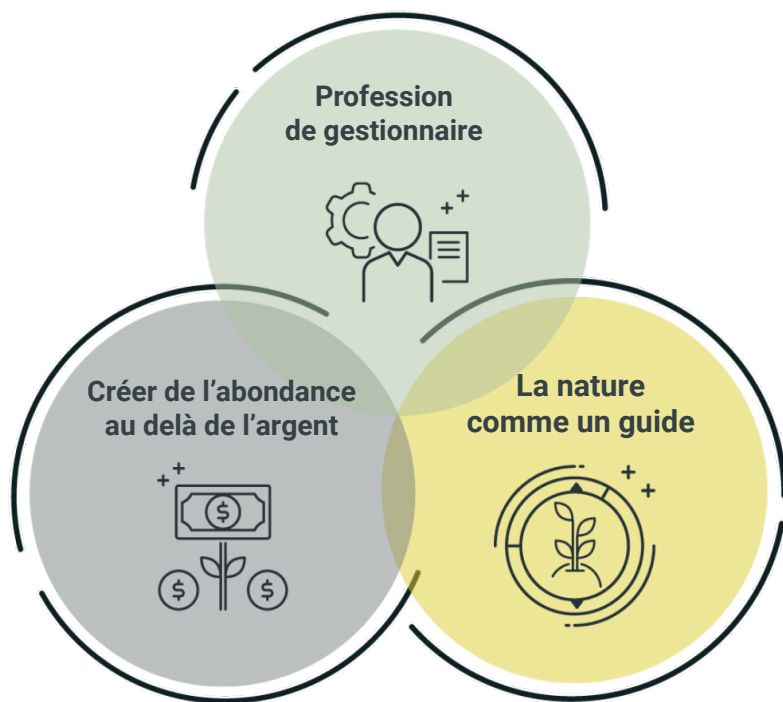 Profession
de gestionnaire
Créer de l’abondance
au delà de l’argent
$
$
$
La nature
comme un guide